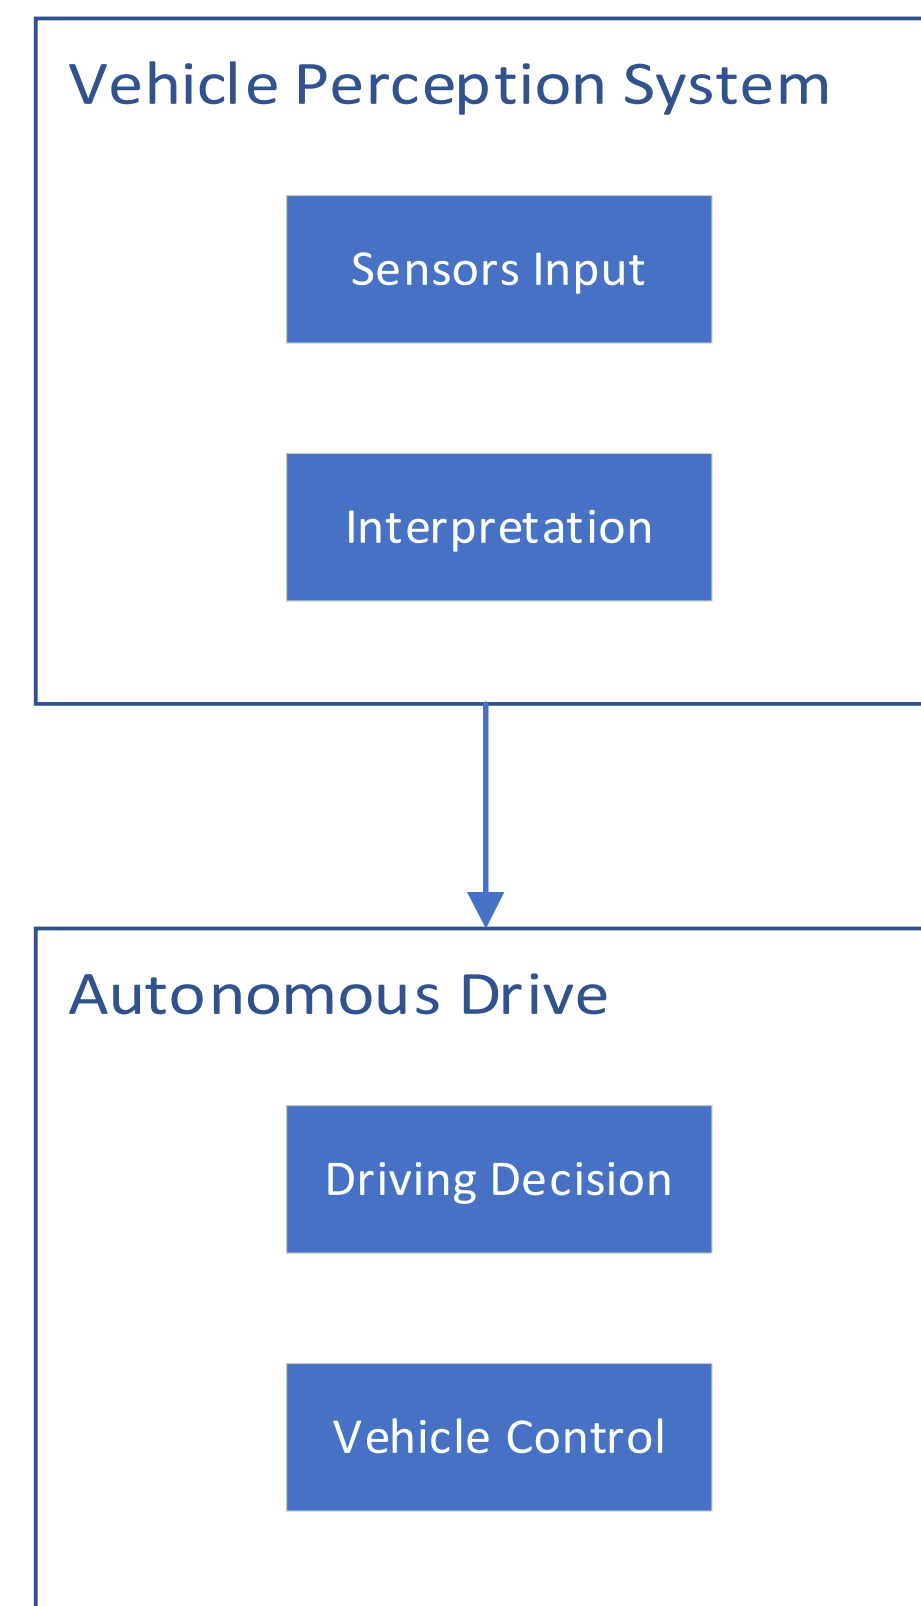 Vehicle Perception System
Sensors Input
Interpretation
Autonomous Drive
Driving Decision
Vehicle Control